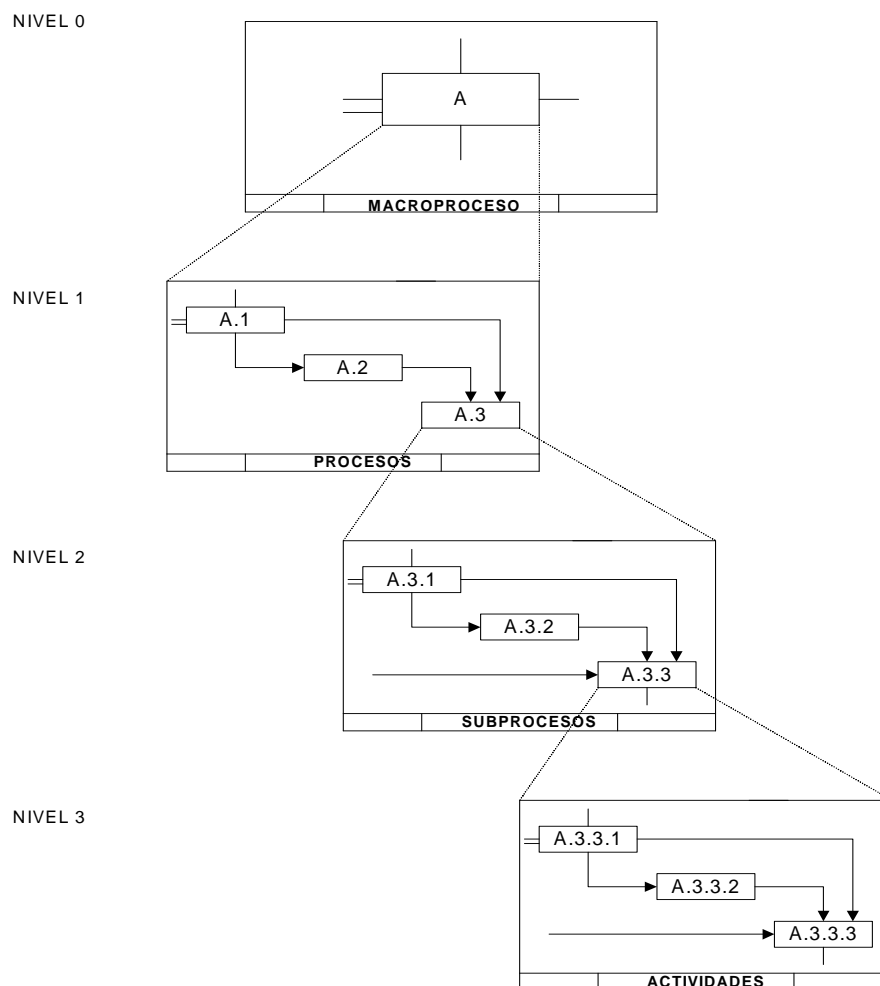 NIVEL 0
A
MACROPROCESO
NIVEL 1
A.1
A.2
A.3
PROCESOS
NIVEL 2
A.3.1
A.3.2
A.3.3
SUBPROCESOS
NIVEL 3
A.3.3.1
A.3.3.2
A.3.3.3
ACTIVIDADES